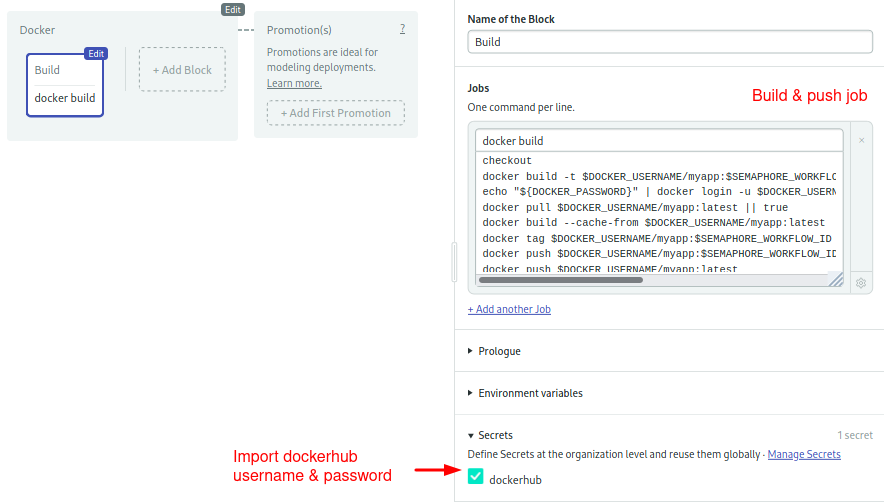 Edit
Docker
Edit
Build
docker build
+ Add Block
Promotion(s)
?
Promotions are ideal for
modeling deployments.
Learn more.
+ Add First Promotion
Name of the Block
Build
Jobs
One command per line.
Build & push job
docker build
×
checkout
docker build -t $DOCKER_USERNAME/myapp:$SEMAPHORE_WORKFLO
echo "${DOCKER_PASSWORD}" | docker login -u $DOCKER_USERN
docker pull $DOCKER_USERNAME/myapp:latest || true
docker build --cache-from $DOCKER_USERNAME/myapp:latest
docker tag $DOCKER_USERNAME/myapp:$SEMAPHORE_WORKFLOW_ID
docker push $DOCKER_USERNAME/myapp:$SEMAPHORE_WORKFLOW_ID
docker push $DOCKER_USERNAME/myapp:latest
+ Add another Job
Prologue
Environment variables
Secrets
1 secret
Define Secrets at the organization level and reuse them globally · Manage Secrets
dockerhub
Import dockerhub
username & password